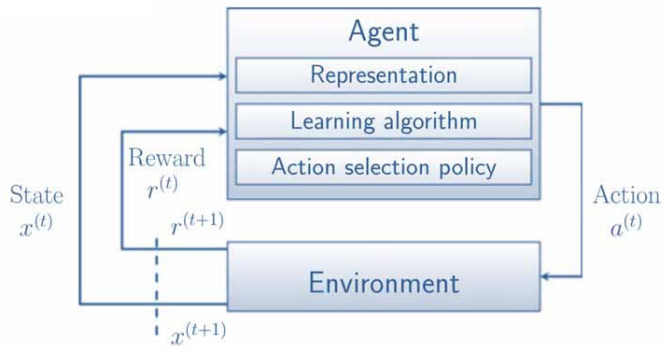 Agent
Representation
Learning algorithm
Action selection policy
Reward
r^{(t)}
State
x^{(t)}
Action
a^{(t)}
r^{(t+1)}
Environment
x^{(t+1)}